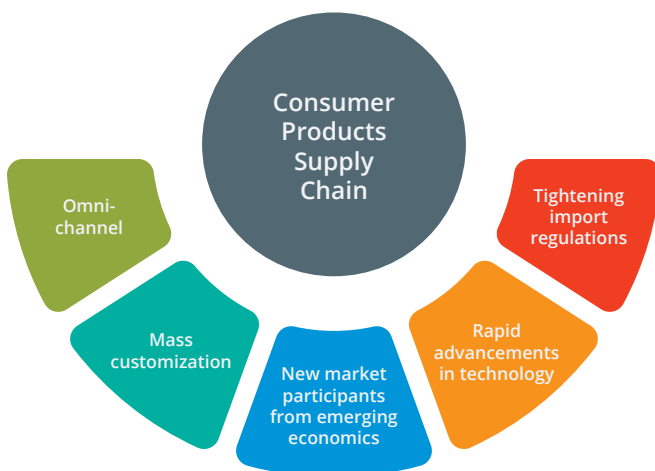 Consumer
Products
Supply
Chain
Omni-
channel
Mass
customization
New market
participants
from emerging
economics
Rapid
advancements
in technology
Tightening
import
regulations